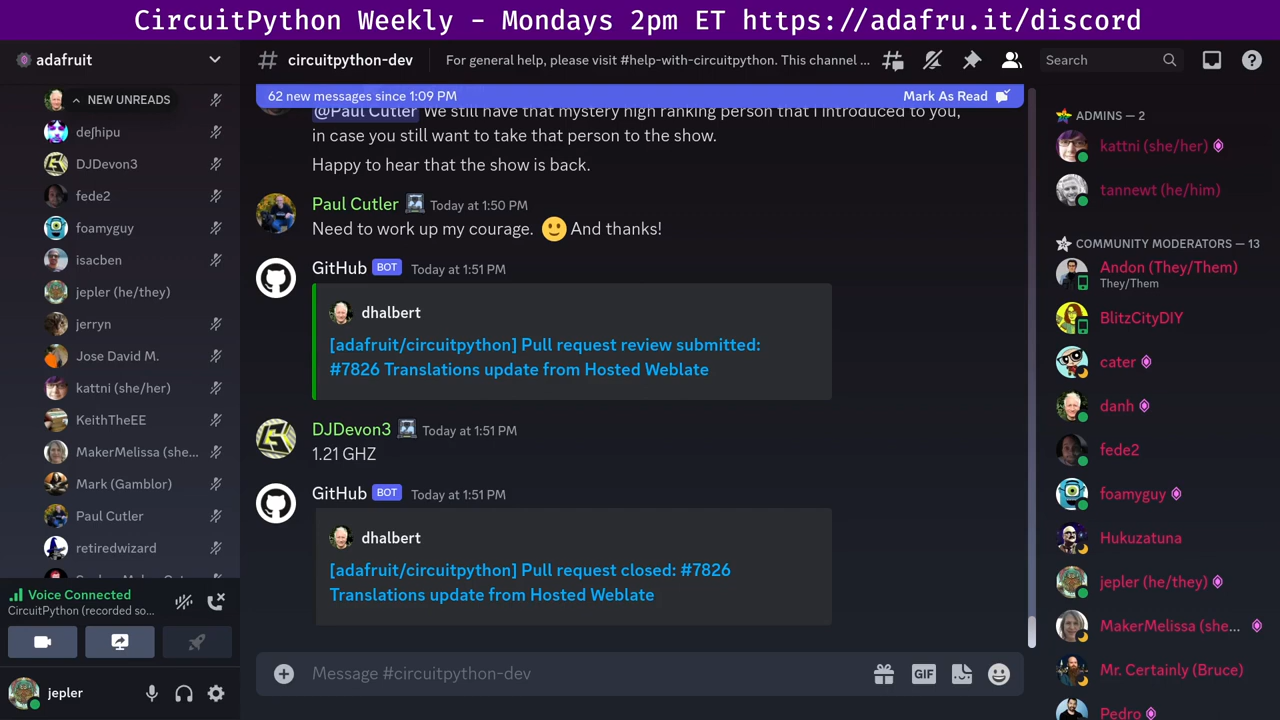 CircuitPython Weekly - Mondays 2pm ET https://adafru.it/discord
adafruit
NEW UNREADS
deʃhipu
DJDevon3
fede2
foamyguy
isacben
jepler (he/they)
jerryn
Jose David M.
kattni (she/her)
KeithTheEE
MakerMelissa (she...
Mark (Gamblor)
Paul Cutler
retiredwizard
Voice Connected
CircuitPython (recorded so...
jepler
# circuitpython-dev
For general help, please visit #help-with-circuitpython. This channel ...
Search
62 new messages since 1:09 PM
Mark As Read
@Paul Cutler We still have that mystery high ranking person that I introduced to you,
in case you still want to take that person to the show.
Happy to hear that the show is back.
Paul Cutler Today at 1:50 PM
Need to work up my courage. And thanks!
GitHub BOT Today at 1:51 PM
dhalbert
[adafruit/circuitpython] Pull request review submitted:
#7826 Translations update from Hosted Weblate
DJDevon3 Today at 1:51 PM
1.21 GHZ
GitHub BOT Today at 1:51 PM
dhalbert
[adafruit/circuitpython] Pull request closed: #7826
Translations update from Hosted Weblate
Message #circuitpython-dev
GIF
ADMINS — 2
kattni (she/her)
tannewt (he/him)
COMMUNITY MODERATORS — 13
Andon (They/Them)
They/Them
BlitzCityDIY
cater
danh
fede2
foamyguy
Hukuzatuna
jepler (he/they)
MakerMelissa (she...
Mr. Certainly (Bruce)
Pedro